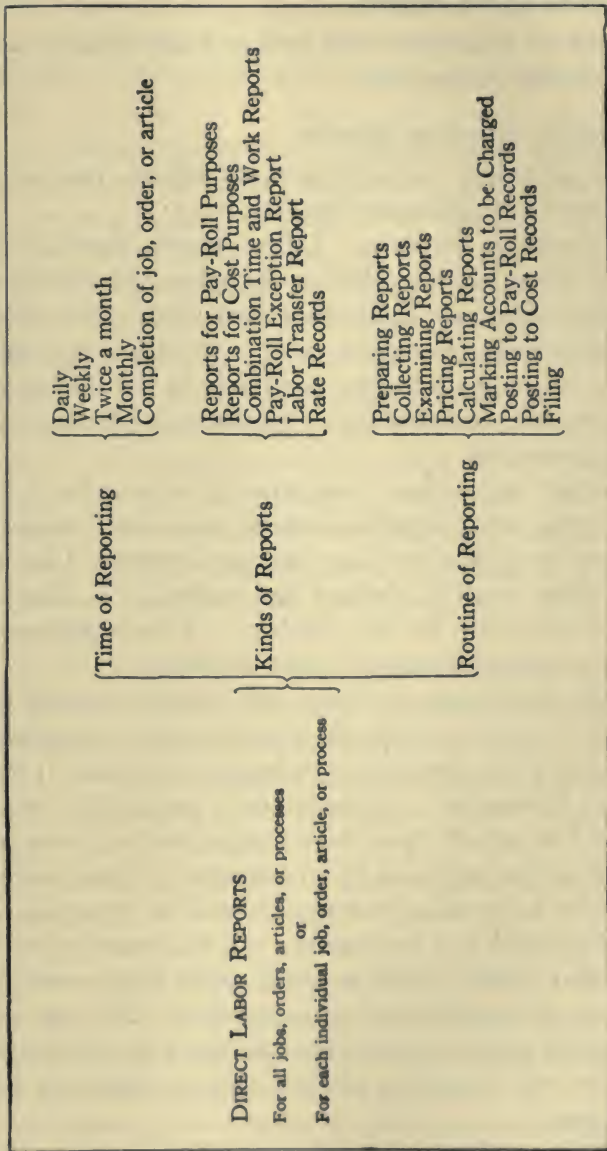 DIRECT LABOR REPORTS
For all jobs, orders, articles, or processes
or
For each individual job, order, article, or process
Time of Reporting
Daily
Weekly
Twice a month
Monthly
Completion of job, order, or article
Kinds of Reports
Reports for Pay-Roll Purposes
Reports for Cost Purposes
Combination Time and Work Reports
Pay-Roll Exception Report
Labor Transfer Report
Rate Records
Routine of Reporting
Preparing Reports
Collecting Reports
Examining Reports
Pricing Reports
Calculating Reports
Marking Accounts to be Charged
Posting to Pay-Roll Records
Posting to Cost Records
Filing